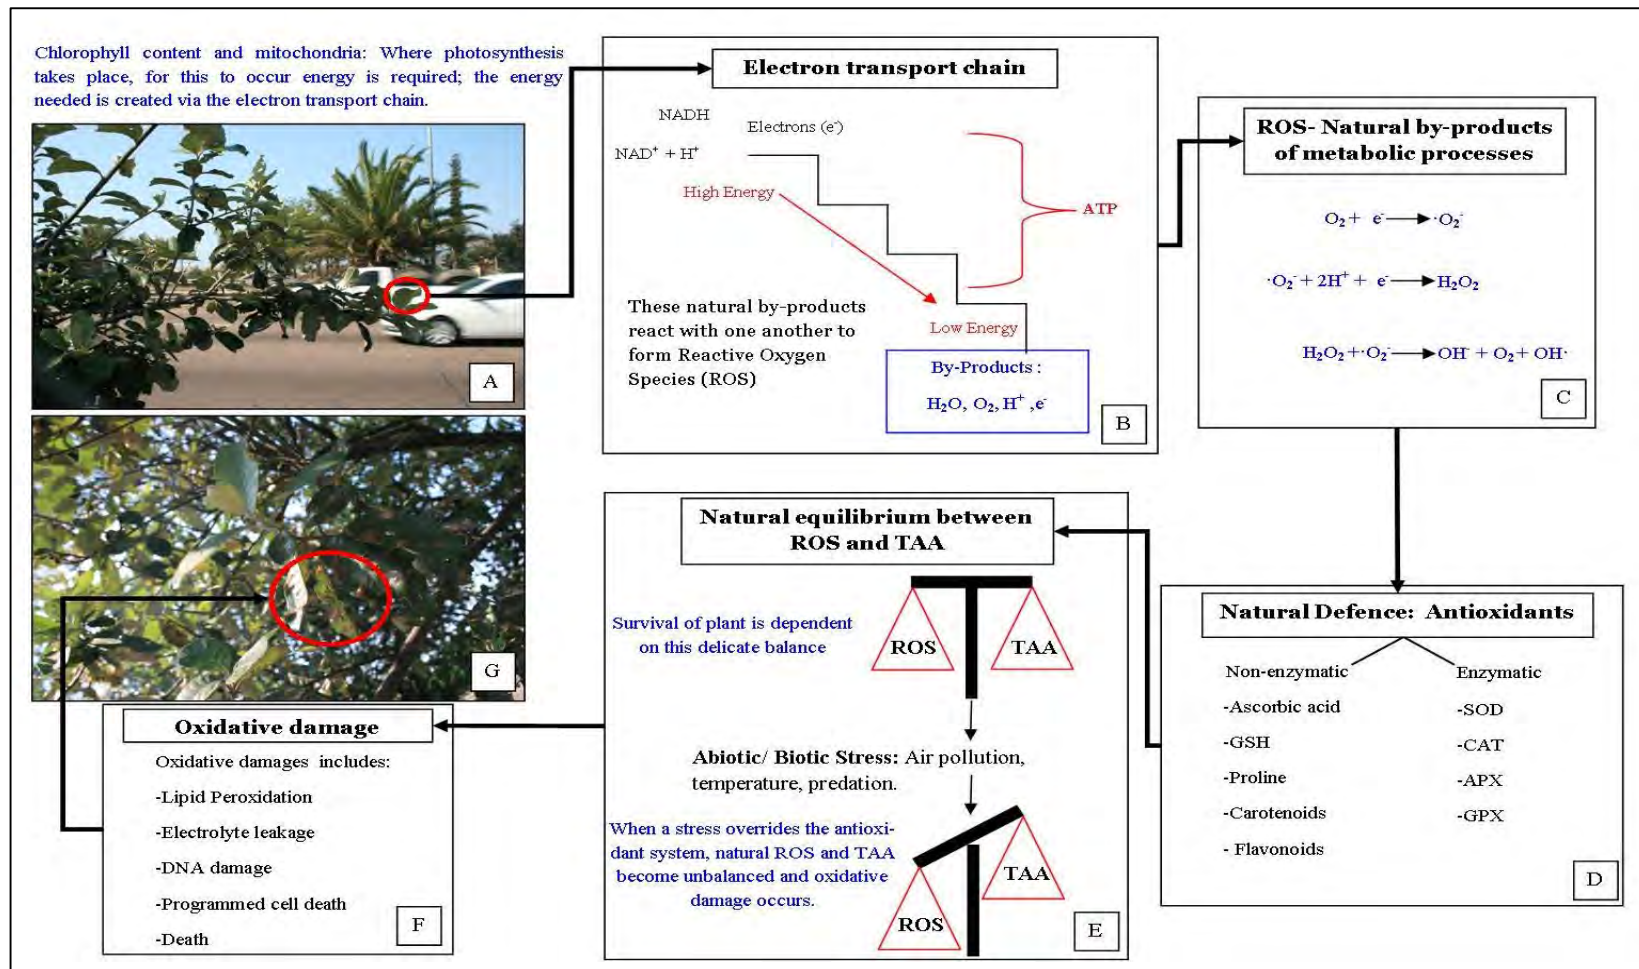 Chlorophyll content and mitochondria: Where photosynthesis
takes place, for this to occur energy is required; the energy
needed is created via the electron transport chain.
A
Electron transport chain
NADH
Electrons (e⁻)
NAD⁺ + H⁺
High Energy
ATP
These natural by-products
react with one another to
form Reactive Oxygen
Species (ROS)
Low Energy
By-Products :
H₂O, O₂, H⁺ ,e⁻
B
ROS- Natural by-products
of metabolic processes
O₂ + e⁻ → ·O₂⁻
·O₂⁻ + 2H⁺ + e⁻ → H₂O₂
H₂O₂ + ·O₂⁻ → OH⁻ + O₂ + OH·
C
Natural Defence: Antioxidants
Non-enzymatic
-Ascorbic acid
-GSH
-Proline
-Carotenoids
- Flavonoids
Enzymatic
-SOD
-CAT
-APX
-GPX
D
Natural equilibrium between
ROS and TAA
Survival of plant is dependent
on this delicate balance
ROS
TAA
Abiotic/ Biotic Stress: Air pollution,
temperature, predation.
When a stress overrides the antioxi-
dant system, natural ROS and TAA
become unbalanced and oxidative
damage occurs.
TAA
ROS
E
Oxidative damage
Oxidative damages includes:
-Lipid Peroxidation
-Electrolyte leakage
-DNA damage
-Programmed cell death
-Death
F
G